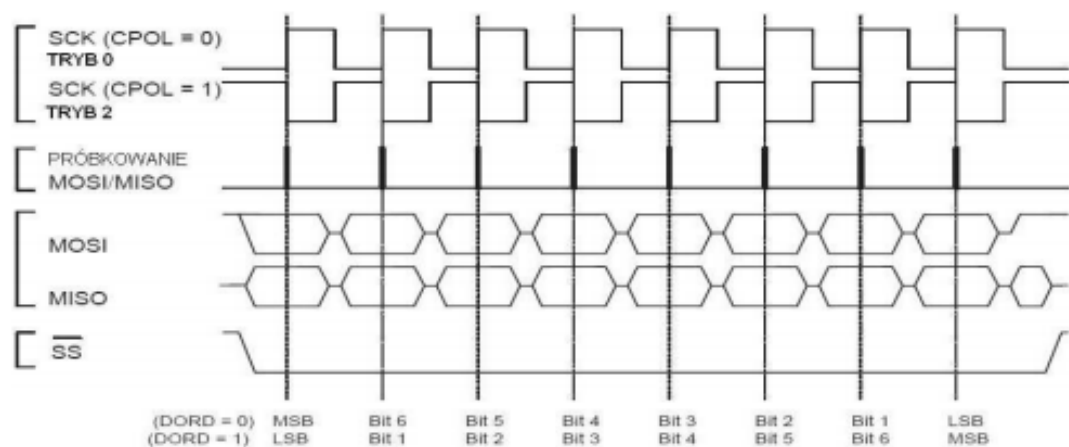 SCK (CPOL = 0)
TRYB 0
SCK (CPOL = 1)
TRYB 2
PRÓBKOWANIE
MOSI/MISO
MOSI
MISO
SS
(DORD = 0) MSB Bit 6 Bit 5 Bit 4 Bit 3 Bit 2 Bit 1 LSB
(DORD = 1) LSB Bit 1 Bit 2 Bit 3 Bit 4 Bit 5 Bit 6 MSB